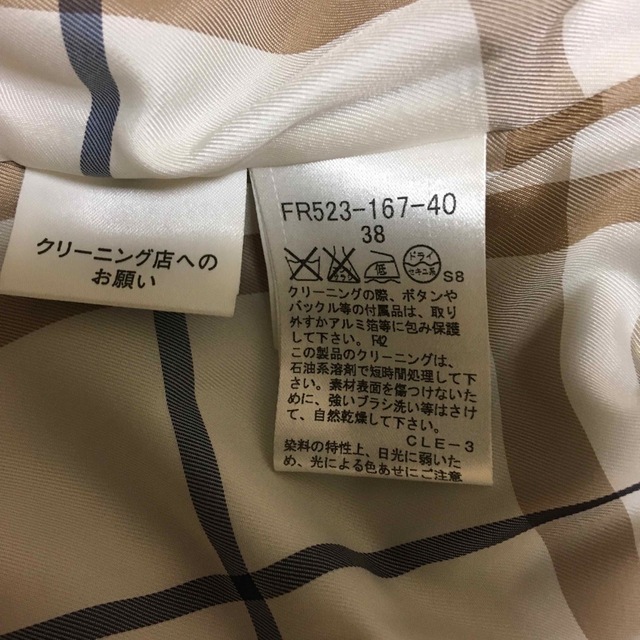 クリーニング店への
お願い
FR523-167-40
38
低
ドライ
セキユ系
S8
クリーニングの際、ボタンや
バックル等の付属品は、取り
外すかアルミ箔等に包み保護
して下さい。R42
この製品のクリーニングは、
石油系溶剤で短時間処理して下
さい。素材表面を傷つけないた
めに、強いブラシ洗い等はさけ
て、自然乾燥して下さい。
CLE-3
染料の特性上、日光に弱いた
め、光による色あせにご注意